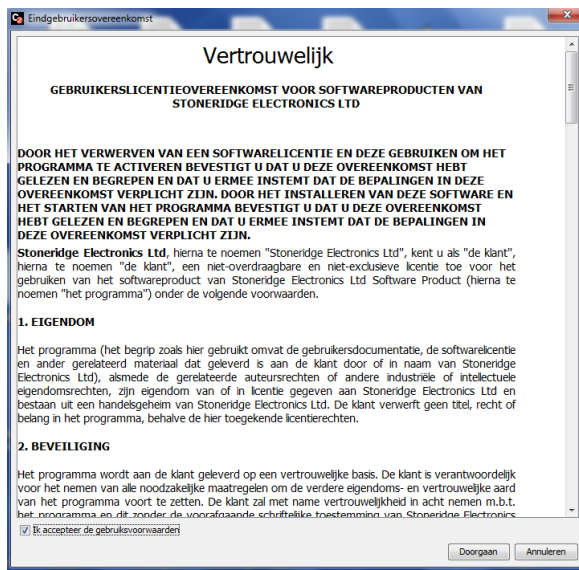 Eindgebruikersovereenkomst
Vertrouwelijk
GEBRUIKERSLICENTIEOVEREENKOMST VOOR SOFTWAREPRODUCTEN VAN
STONERIDGE ELECTRONICS LTD
DOOR HET VERWERVEN VAN EEN SOFTWARELICENTIE EN DEZE GEBRUIKEN OM HET
PROGRAMMA TE ACTIVEREN BEVESTIGT U DAT U DEZE OVEREENKOMST HEBT
GELEZEN EN BEGREPEN EN DAT U ERMEE INSTEMT DAT DE BEPALINGEN IN DEZE
OVEREENKOMST VERPLICHT ZIJN. DOOR HET INSTALLEREN VAN DEZE SOFTWARE EN
HET STARTEN VAN HET PROGRAMMA BEVESTIGT U DAT U DEZE OVEREENKOMST
HEBT GELEZEN EN BEGREPEN EN DAT U ERMEE INSTEMT DAT DE BEPALINGEN IN
DEZE OVEREENKOMST VERPLICHT ZIJN.
Stoneridge Electronics Ltd, hierna te noemen "Stoneridge Electronics Ltd", kent u als "de klant",
hierna te noemen "de klant", een niet-overdraagbare en niet-exclusieve licentie toe voor het
gebruiken van het softwareproduct van Stoneridge Electronics Ltd Software Product (hierna te
noemen "het programma") onder de volgende voorwaarden.
1. EIGENDOM
Het programma (het begrip zoals hier gebruikt omvat de gebruikersdocumentatie, de softwarelicentie
en ander gerelateerd materiaal dat geleverd is aan de klant door of in naam van Stoneridge
Electronics Ltd), alsmede de gerelateerde auteursrechten of andere industriële of intellectuele
eigendomsrechten, zijn eigendom van of in licentie gegeven aan Stoneridge Electronics Ltd en
bestaan uit een handelsgeheim van Stoneridge Electronics Ltd. De klant verwerft geen titel, recht of
belang in het programma, behalve de hier toegekende licentierechten.
2. BEVEILIGING
Het programma wordt aan de klant geleverd op een vertrouwelijke basis. De klant is verantwoordelijk
voor het nemen van alle noodzakelijke maatregelen om de verdere eigendoms- en vertrouwelijke aard
van het programma voort te zetten. De klant zal met name vertrouwelijkheid in acht nemen m.b.t.
het programma en dit zonder de voorafgaande schriftelijke toestemming van Stoneridge Electronics
Ik accepteer de gebruiksvoorwaarden
Doorgaan Annuleren